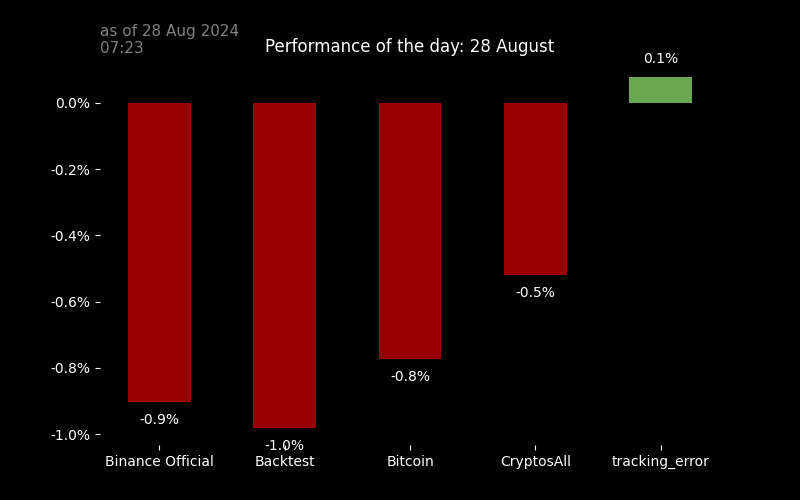 as of 28 Aug 2024
07:23
Performance of the day: 28 August
0.1%
0.0%
-0.2%
-0.4%
-0.6%
-0.8%
-1.0%
-0.9%
-1.0%
-0.8%
-0.5%
Binance Official
Backtest
Bitcoin
CryptosAll
tracking_error